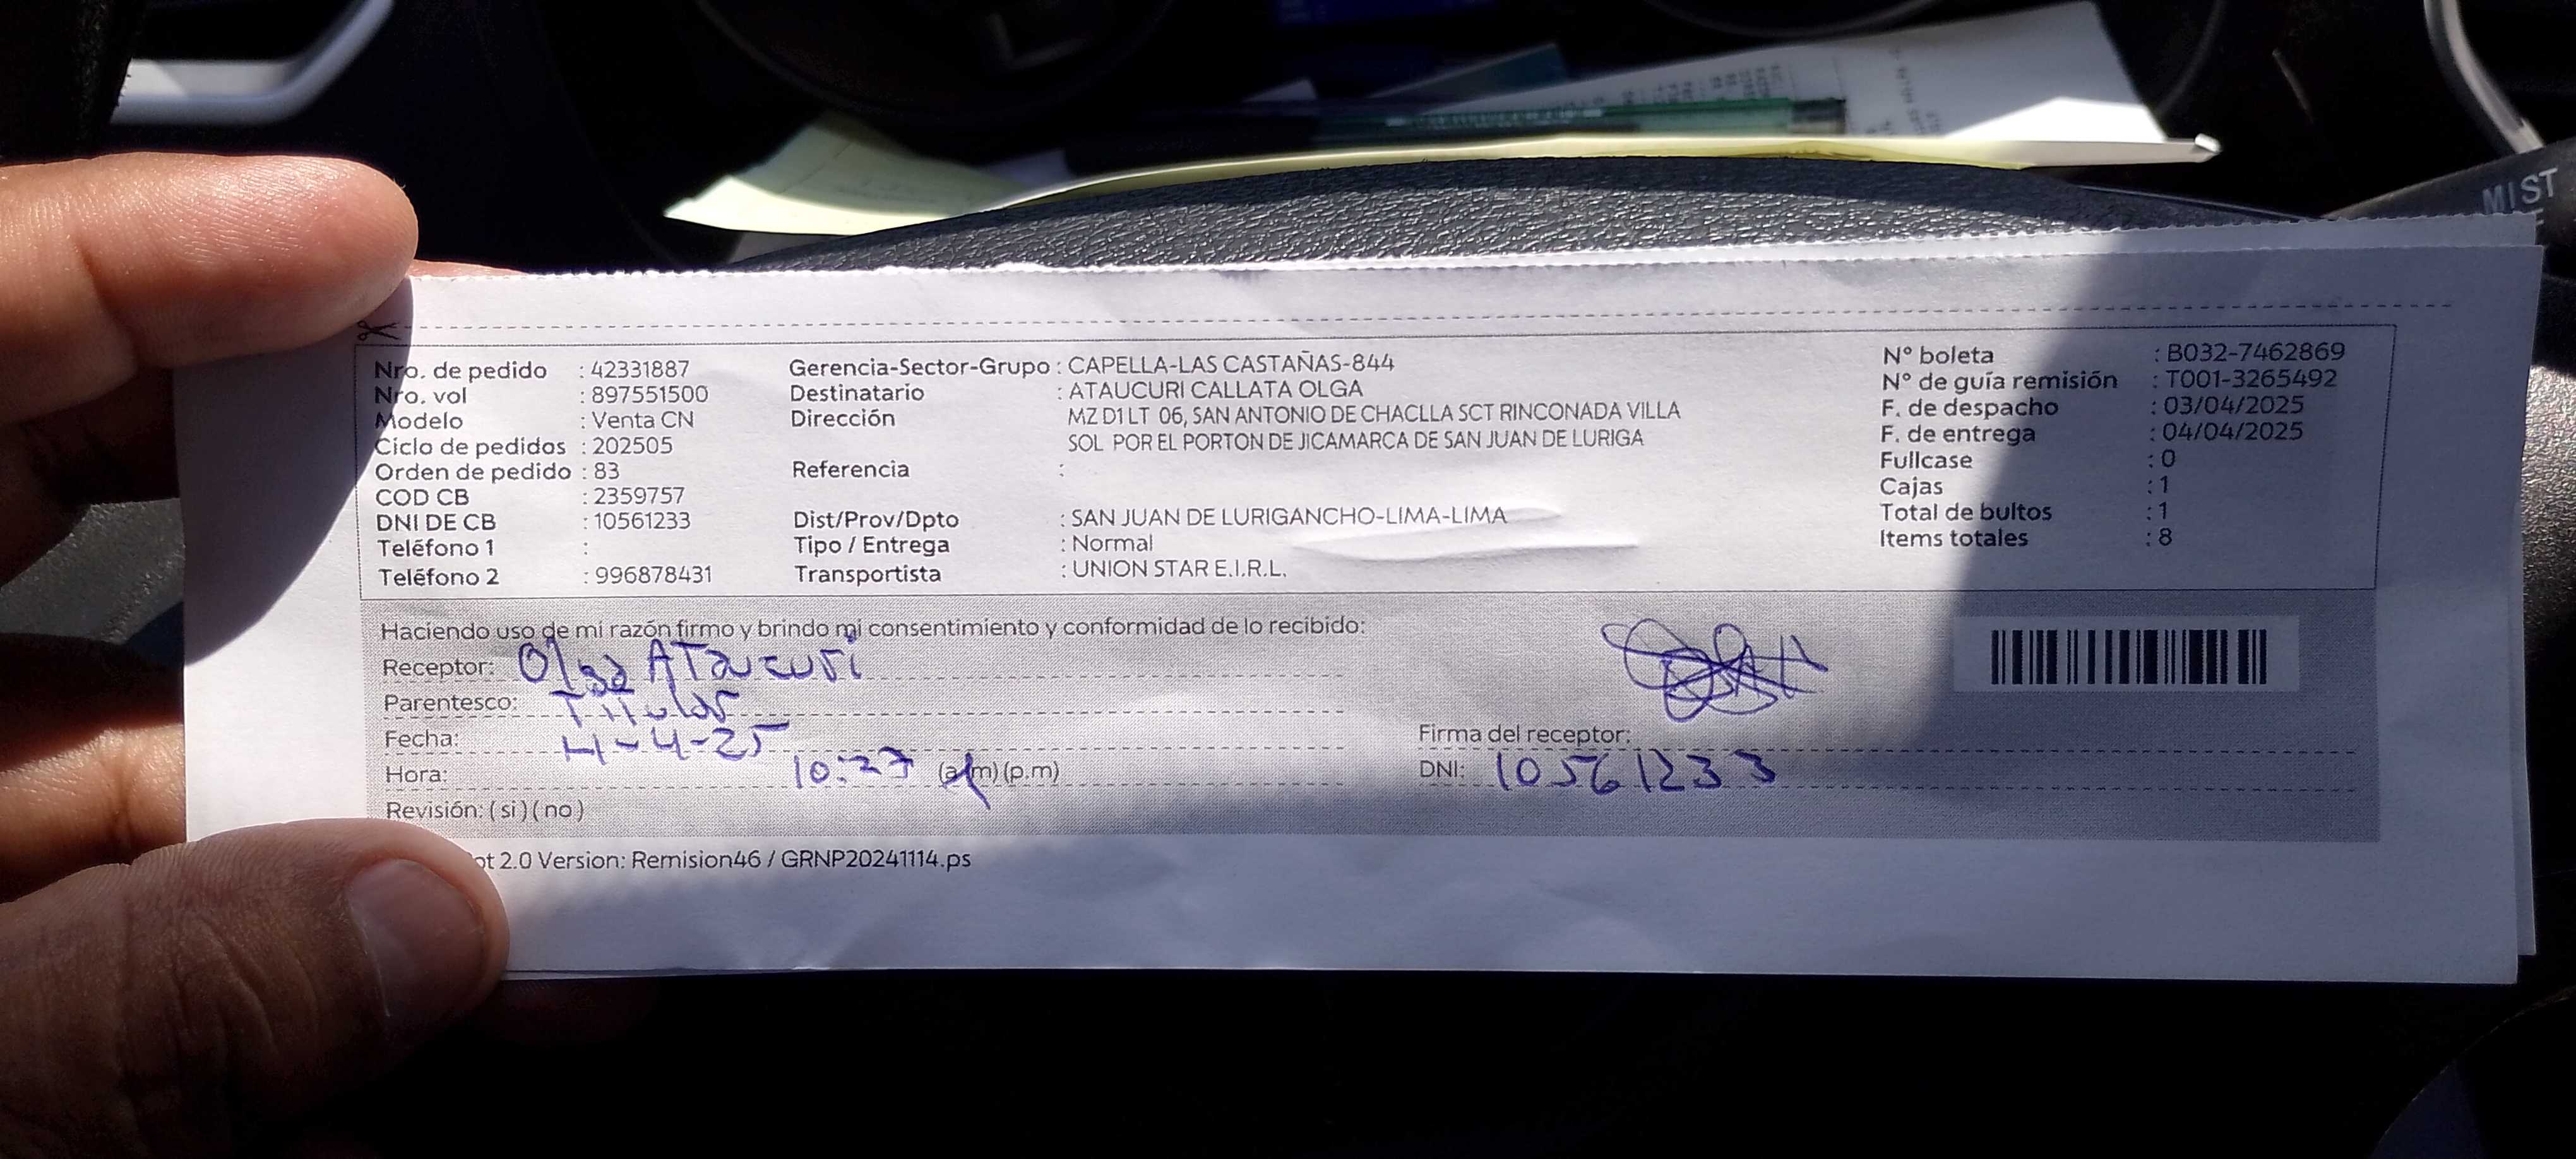 MIST
Nro. de pedido : 42331887
Nro. vol : 897551500
Modelo : Venta CN
Ciclo de pedidos : 202505
Orden de pedido : 83
COD CB : 2359757
DNI DE CB : 10561233
Teléfono 1 :
Teléfono 2 : 996878431
Gerencia-Sector-Grupo : CAPELLA-LAS CASTAÑAS-844
Destinatario : ATAUCURI CALLATA OLGA
Dirección MZ D1 LT 06, SAN ANTONIO DE CHACLLA SCT RINCONADA VILLA
SOL POR EL PORTON DE JICAMARCA DE SAN JUAN DE LURIGA
Referencia :
Dist/Prov/Dpto : SAN JUAN DE LURIGANCHO-LIMA-LIMA
Tipo / Entrega : Normal
Transportista : UNION STAR E.I.R.L.
N° boleta : B032-7462869
N° de guía remisión : T001-3265492
F. de despacho : 03/04/2025
F. de entrega : 04/04/2025
Fullcase : 0
Cajas : 1
Total de bultos : 1
Items totales : 8
Haciendo uso de mi razón firmo y brindo mi consentimiento y conformidad de lo recibido:
Receptor: Olga ATaucuri
Parentesco: Titular
Fecha: 4-4-25
Hora: 10:27 (a.m) (p.m)
Revisión: ( si ) ( no )
Firma del receptor:
DNI: 10561233
ot 2.0 Version: Remision46 / GRNP20241114.ps